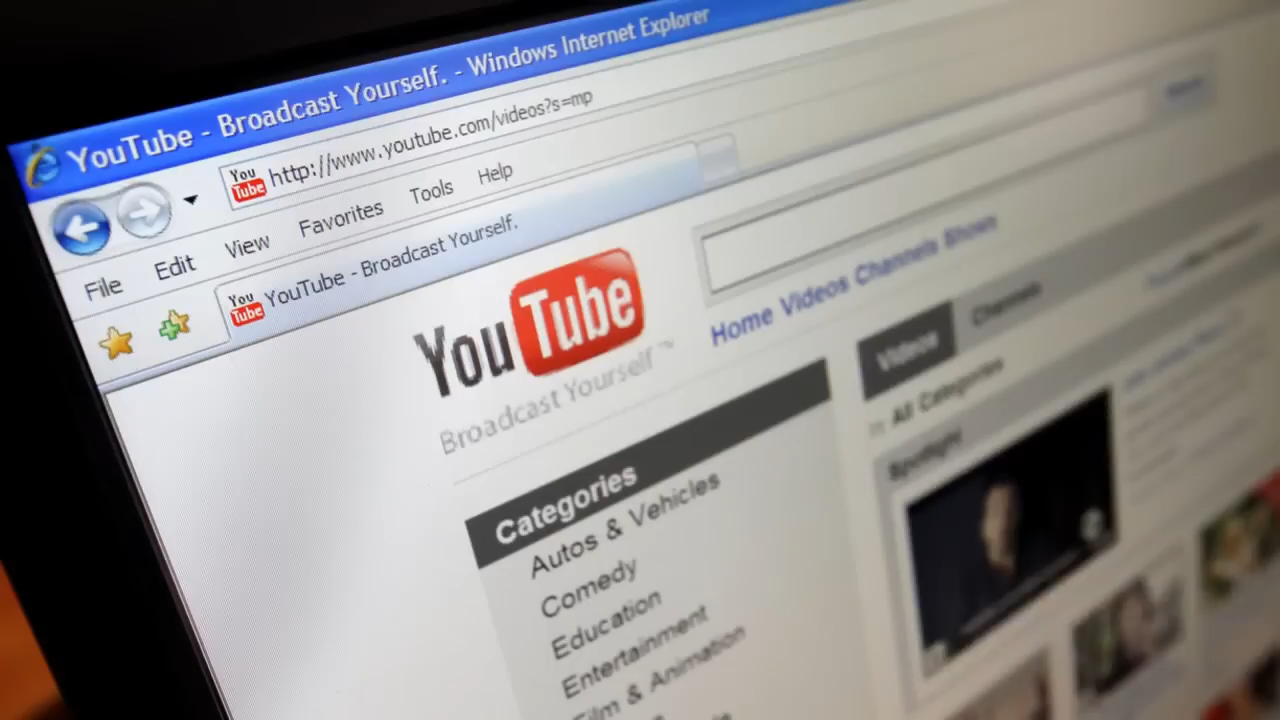 YouTube - Broadcast Yourself. - Windows Internet Explorer
You Tube http://www.youtube.com/videos?s=mp
File Edit View Favorites Tools Help
You Tube YouTube - Broadcast Yourself.
YouTube
Broadcast Yourself™
Home Videos Channels Shows
Categories
Autos & Vehicles
Comedy
Education
Entertainment
Film & Animation
Videos Channels
All Categories
Spotlight